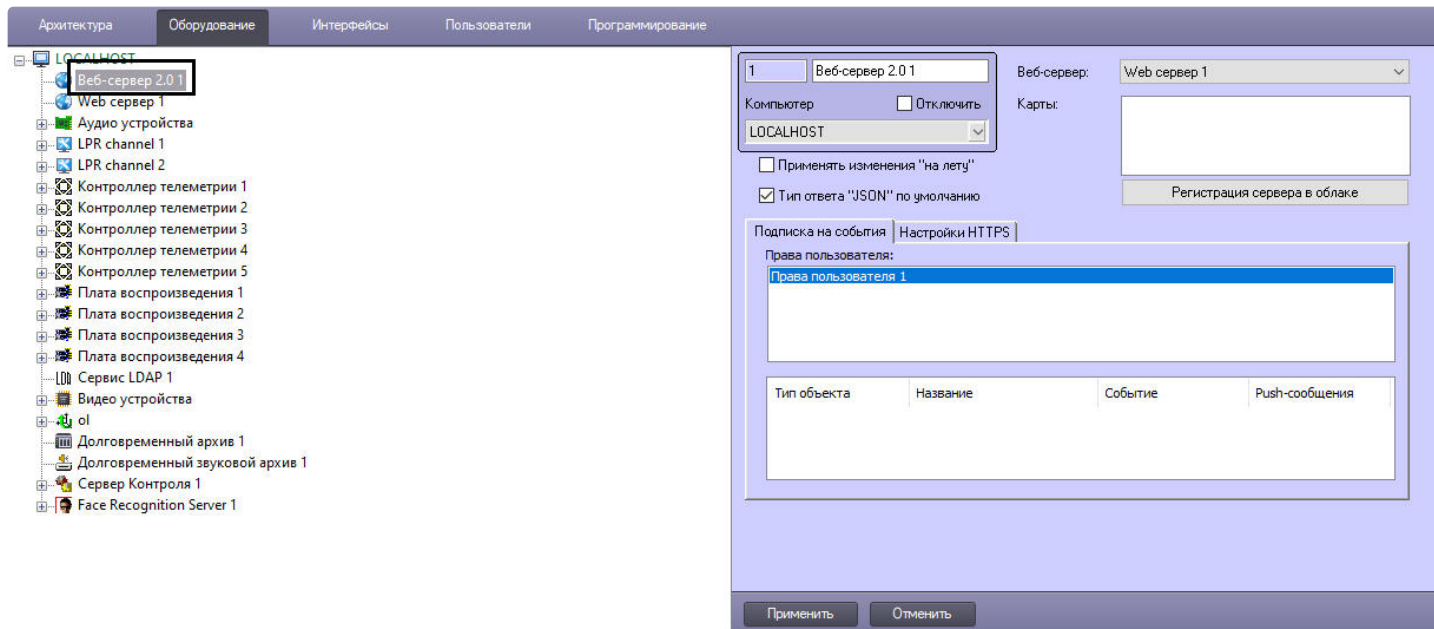 Архитектура Оборудование Интерфейсы Пользователи Программирование
LOCALHOST
Веб-сервер 2.0 1
Web сервер 1
Аудио устройства
LPR channel 1
LPR channel 2
Контроллер телеметрии 1
Контроллер телеметрии 2
Контроллер телеметрии 3
Контроллер телеметрии 4
Контроллер телеметрии 5
Плата воспроизведения 1
Плата воспроизведения 2
Плата воспроизведения 3
Плата воспроизведения 4
Сервис LDAP 1
Видео устройства
ol
Долговременный архив 1
Долговременный звуковой архив 1
Сервер Контроля 1
Face Recognition Server 1
1 Веб-сервер 2.0 1 Веб-сервер: Web сервер 1
Компьютер Отключить Карты:
LOCALHOST
Применять изменения "на лету"
Тип ответа "JSON" по умолчанию Регистрация сервера в облаке
Подписка на события Настройки HTTPS
Права пользователя:
Права пользователя 1
Тип объекта Название Событие Push-сообщения
Применить Отменить